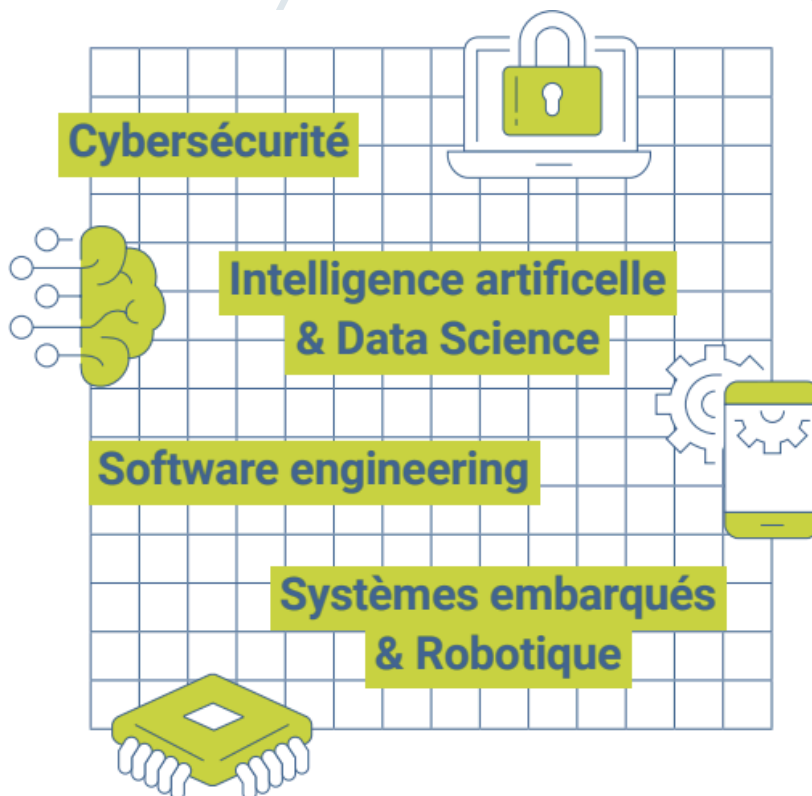 Cybersécurité
Intelligence artificelle
& Data Science
Software engineering
Systèmes embarqués
& Robotique